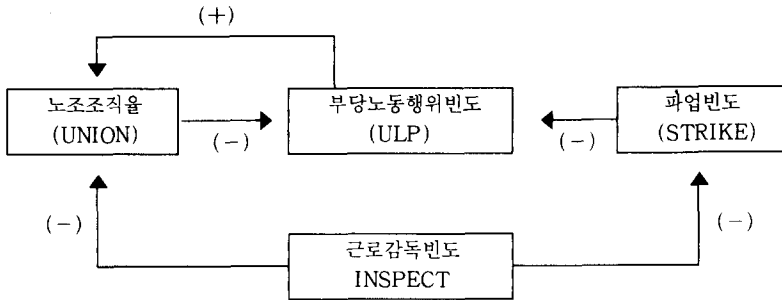 (+)
노조조직율
(UNION)
(-)
부당노동행위빈도
(ULP)
(-)
파업빈도
(STRIKE)
(-)
근로감독빈도
INSPECT
(-)